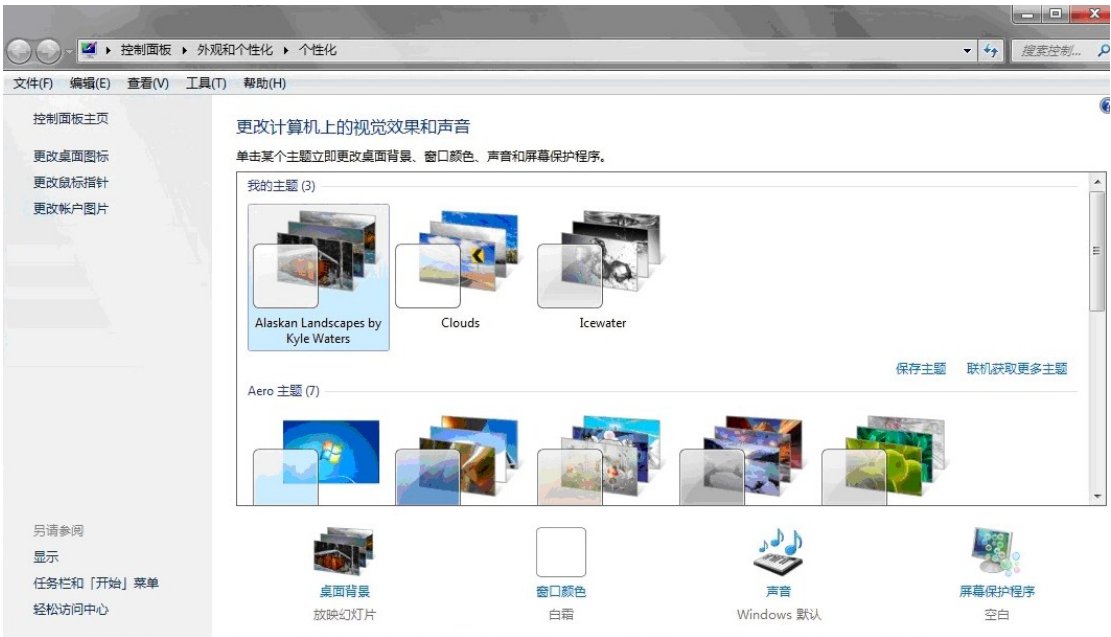 控制面板 ▸ 外观和个性化 ▸ 个性化
搜索控制...
文件(F) 编辑(E) 查看(V) 工具(T) 帮助(H)
控制面板主页
更改桌面图标
更改鼠标指针
更改帐户图片
更改计算机上的视觉效果和声音
单击某个主题立即更改桌面背景、窗口颜色、声音和屏幕保护程序。
我的主题 (3)
Alaskan Landscapes by
Kyle Waters
Clouds
Icewater
保存主题 联机获取更多主题
Aero 主题 (7)
另请参阅
显示
任务栏和「开始」菜单
轻松访问中心
桌面背景
放映幻灯片
窗口颜色
白霜
声音
Windows 默认
屏幕保护程序
空白